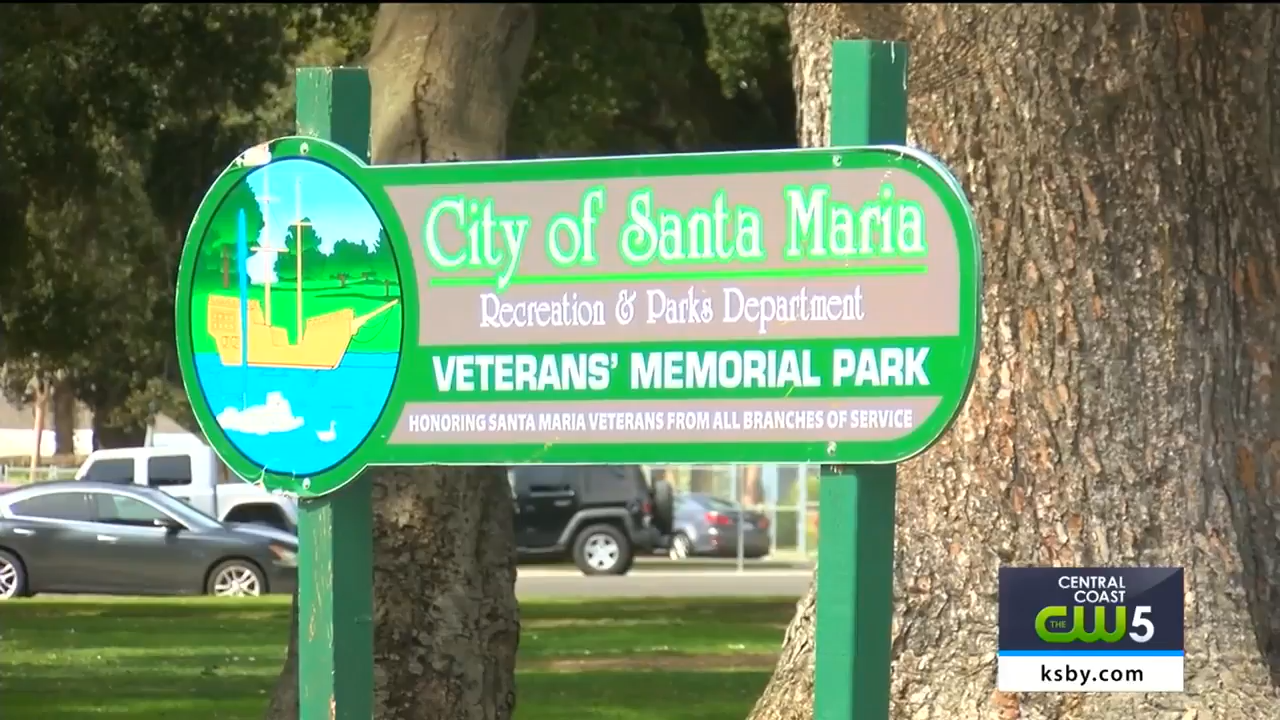 City of Santa Maria
Recreation & Parks Department
VETERANS' MEMORIAL PARK
HONORING SANTA MARIA VETERANS FROM ALL BRANCHES OF SERVICE
CENTRAL
COAST
THE CW5
ksby.com